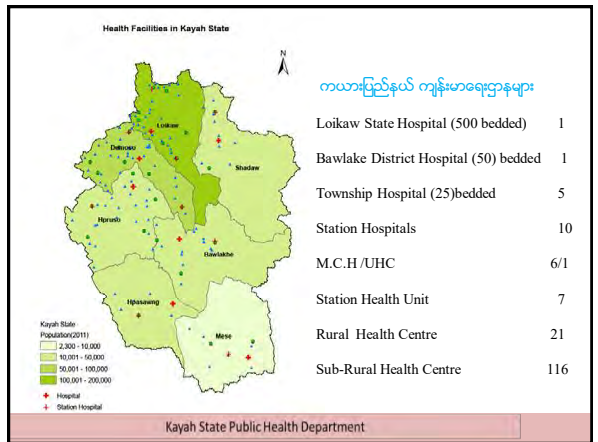 Health Facilities in Kayah State
N
Loikaw
Demoso
Shadaw
Hpruso
Bawlakhe
Hpasawng
Mese
Kayah State
Population(2011)
2,300 - 10,000
10,001 - 50,000
50,001 - 100,000
100,001 - 200,000
Hospital
Station Hospital
ကယားပြည်နယ် ကျန်းမာရေးဌာနများ
Loikaw State Hospital (500 bedded) 1
Bawlake District Hospital (50) bedded 1
Township Hospital (25)bedded 5
Station Hospitals 10
M.C.H /UHC 6/1
Station Health Unit 7
Rural Health Centre 21
Sub-Rural Health Centre 116
Kayah State Public Health Department